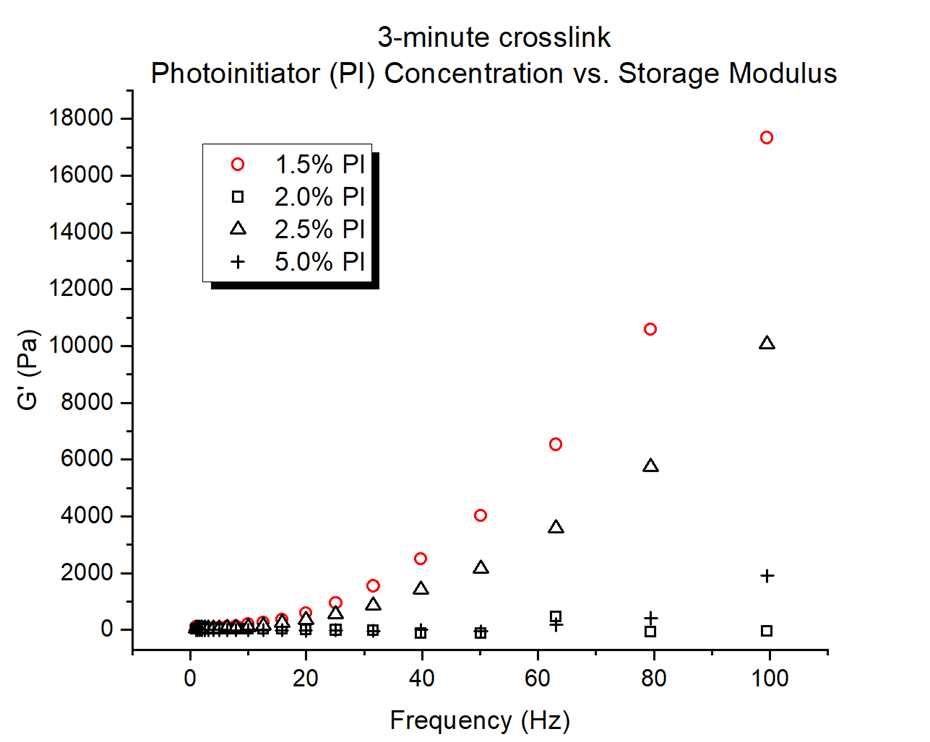 3-minute crosslink
Photoinitiator (PI) Concentration vs. Storage Modulus
18000
16000
14000
12000
10000
8000
6000
4000
2000
0
G' (Pa)
1.5% PI
2.0% PI
2.5% PI
5.0% PI
0 20 40 60 80 100
Frequency (Hz)